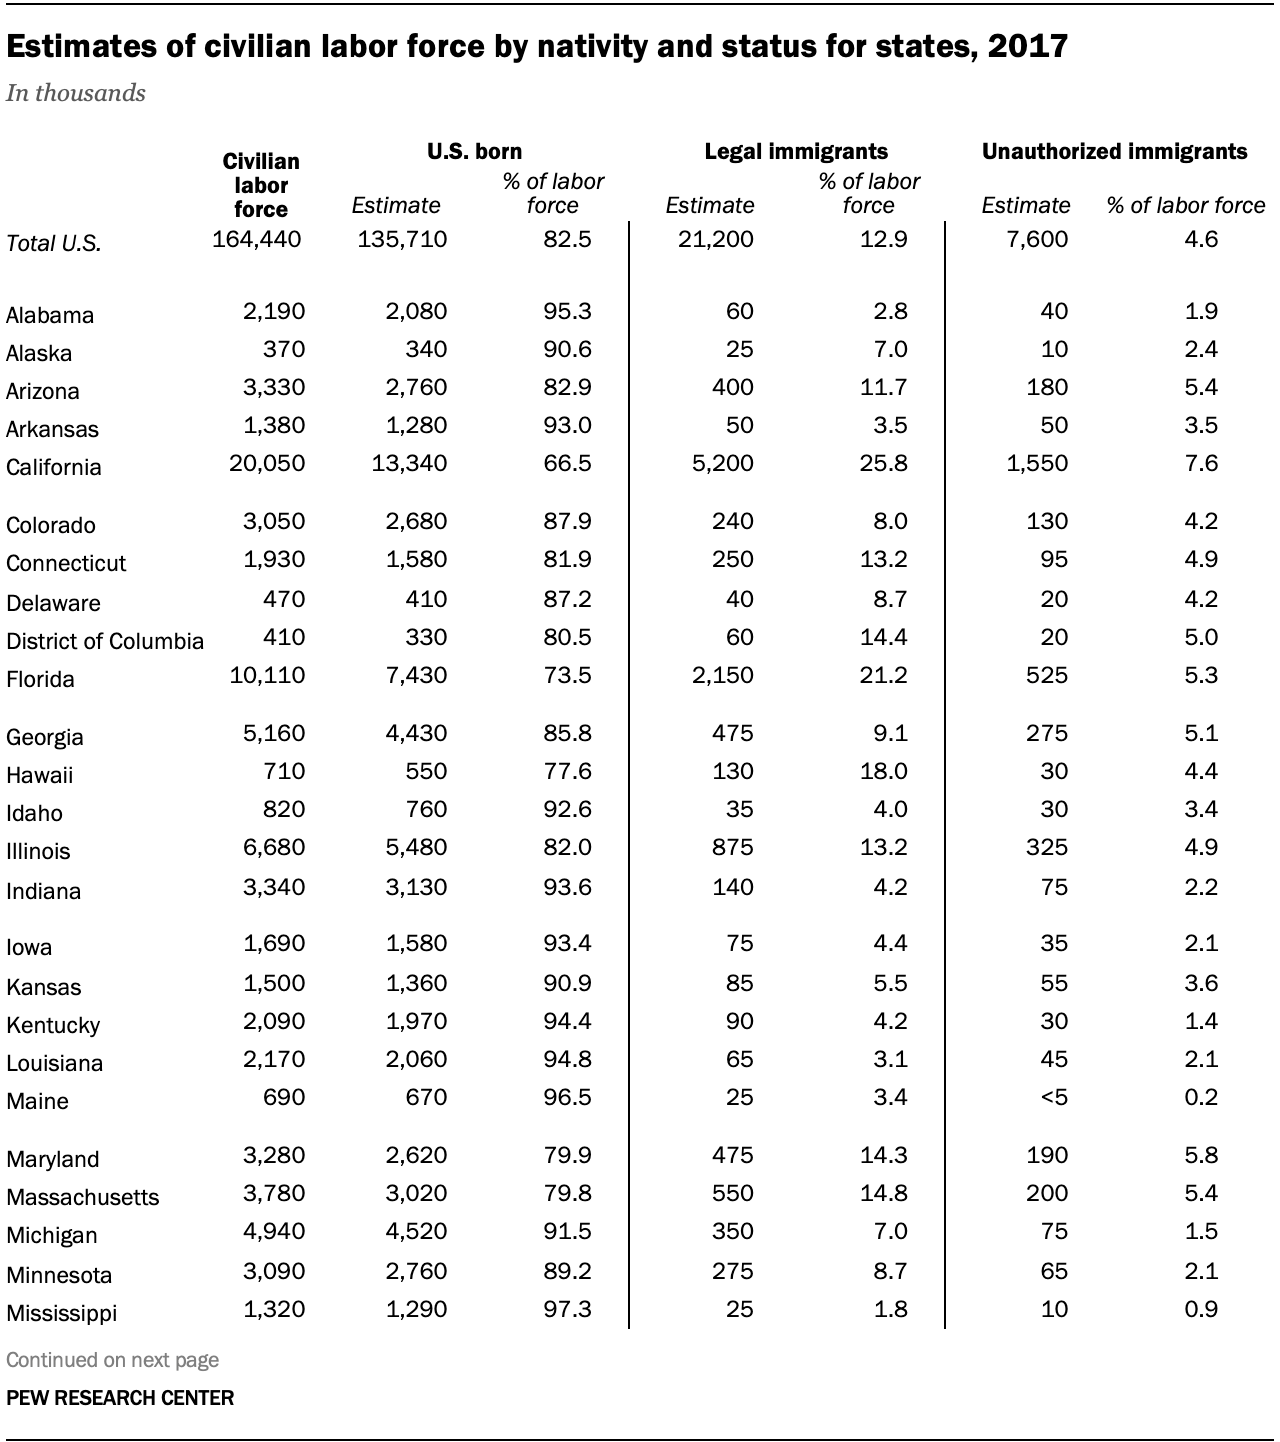 Estimates of civilian labor force by nativity and status for states, 2017
In thousands
Civilian labor force U.S. born Legal immigrants Unauthorized immigrants
Estimate % of labor force Estimate % of labor force Estimate % of labor force
Total U.S. 164,440 135,710 82.5 21,200 12.9 7,600 4.6
Alabama 2,190 2,080 95.3 60 2.8 40 1.9
Alaska 370 340 90.6 25 7.0 10 2.4
Arizona 3,330 2,760 82.9 400 11.7 180 5.4
Arkansas 1,380 1,280 93.0 50 3.5 50 3.5
California 20,050 13,340 66.5 5,200 25.8 1,550 7.6
Colorado 3,050 2,680 87.9 240 8.0 130 4.2
Connecticut 1,930 1,580 81.9 250 13.2 95 4.9
Delaware 470 410 87.2 40 8.7 20 4.2
District of Columbia 410 330 80.5 60 14.4 20 5.0
Florida 10,110 7,430 73.5 2,150 21.2 525 5.3
Georgia 5,160 4,430 85.8 475 9.1 275 5.1
Hawaii 710 550 77.6 130 18.0 30 4.4
Idaho 820 760 92.6 35 4.0 30 3.4
Illinois 6,680 5,480 82.0 875 13.2 325 4.9
Indiana 3,340 3,130 93.6 140 4.2 75 2.2
Iowa 1,690 1,580 93.4 75 4.4 35 2.1
Kansas 1,500 1,360 90.9 85 5.5 55 3.6
Kentucky 2,090 1,970 94.4 90 4.2 30 1.4
Louisiana 2,170 2,060 94.8 65 3.1 45 2.1
Maine 690 670 96.5 25 3.4 <5 0.2
Maryland 3,280 2,620 79.9 475 14.3 190 5.8
Massachusetts 3,780 3,020 79.8 550 14.8 200 5.4
Michigan 4,940 4,520 91.5 350 7.0 75 1.5
Minnesota 3,090 2,760 89.2 275 8.7 65 2.1
Mississippi 1,320 1,290 97.3 25 1.8 10 0.9
Continued on next page
PEW RESEARCH CENTER